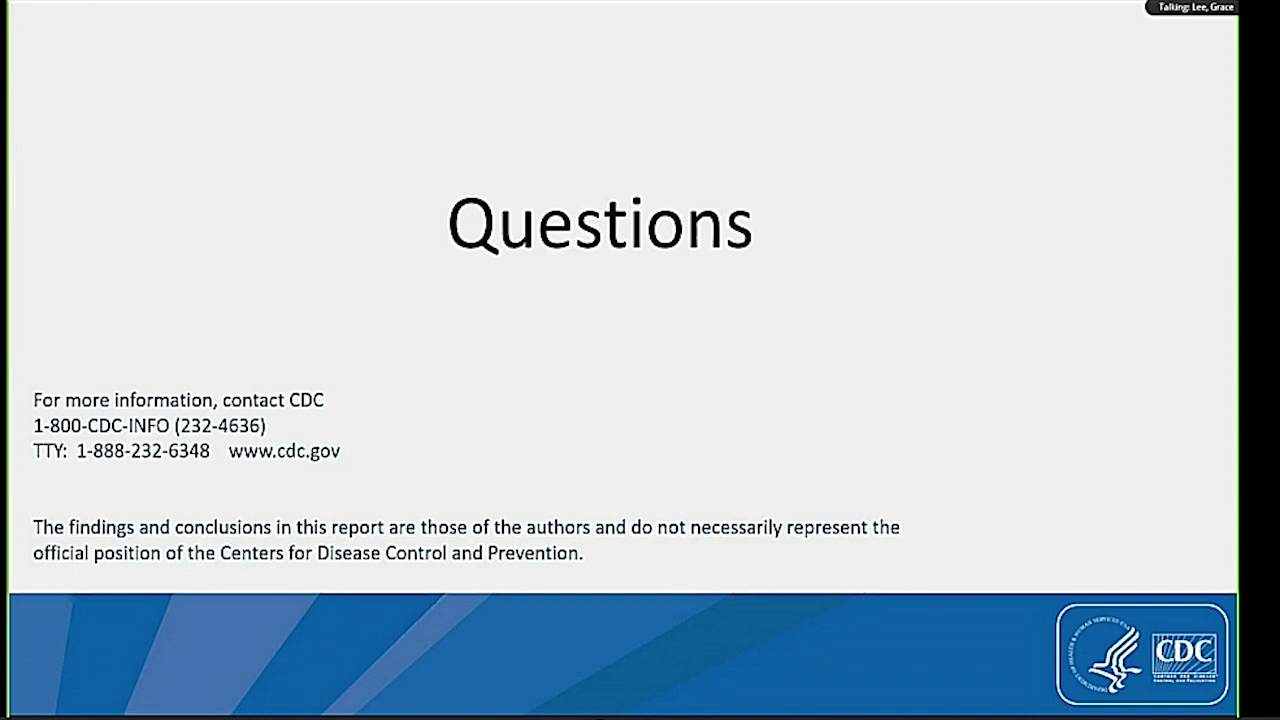 Talking: Lee, Grace
Questions
For more information, contact CDC
1-800-CDC-INFO (232-4636)
TTY:  1-888-232-6348    www.cdc.gov
The findings and conclusions in this report are those of the authors and do not necessarily represent the
official position of the Centers for Disease Control and Prevention.
CDC